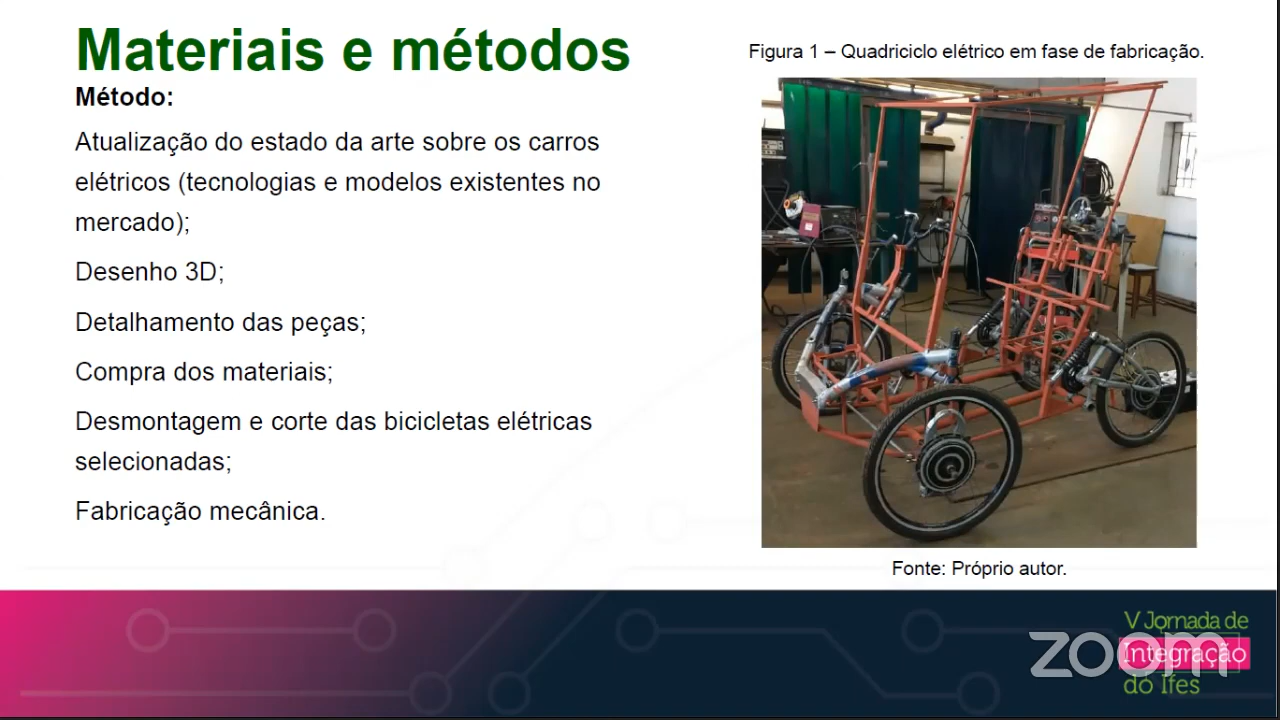 Materiais e métodos
Método:
Atualização do estado da arte sobre os carros
elétricos (tecnologias e modelos existentes no
mercado);
Desenho 3D;
Detalhamento das peças;
Compra dos materiais;
Desmontagem e corte das bicicletas elétricas
selecionadas;
Fabricação mecânica.
Figura 1 – Quadriciclo elétrico em fase de fabricação.
Fonte: Próprio autor.
V Jornada de
Integração
do Ifes
zoom